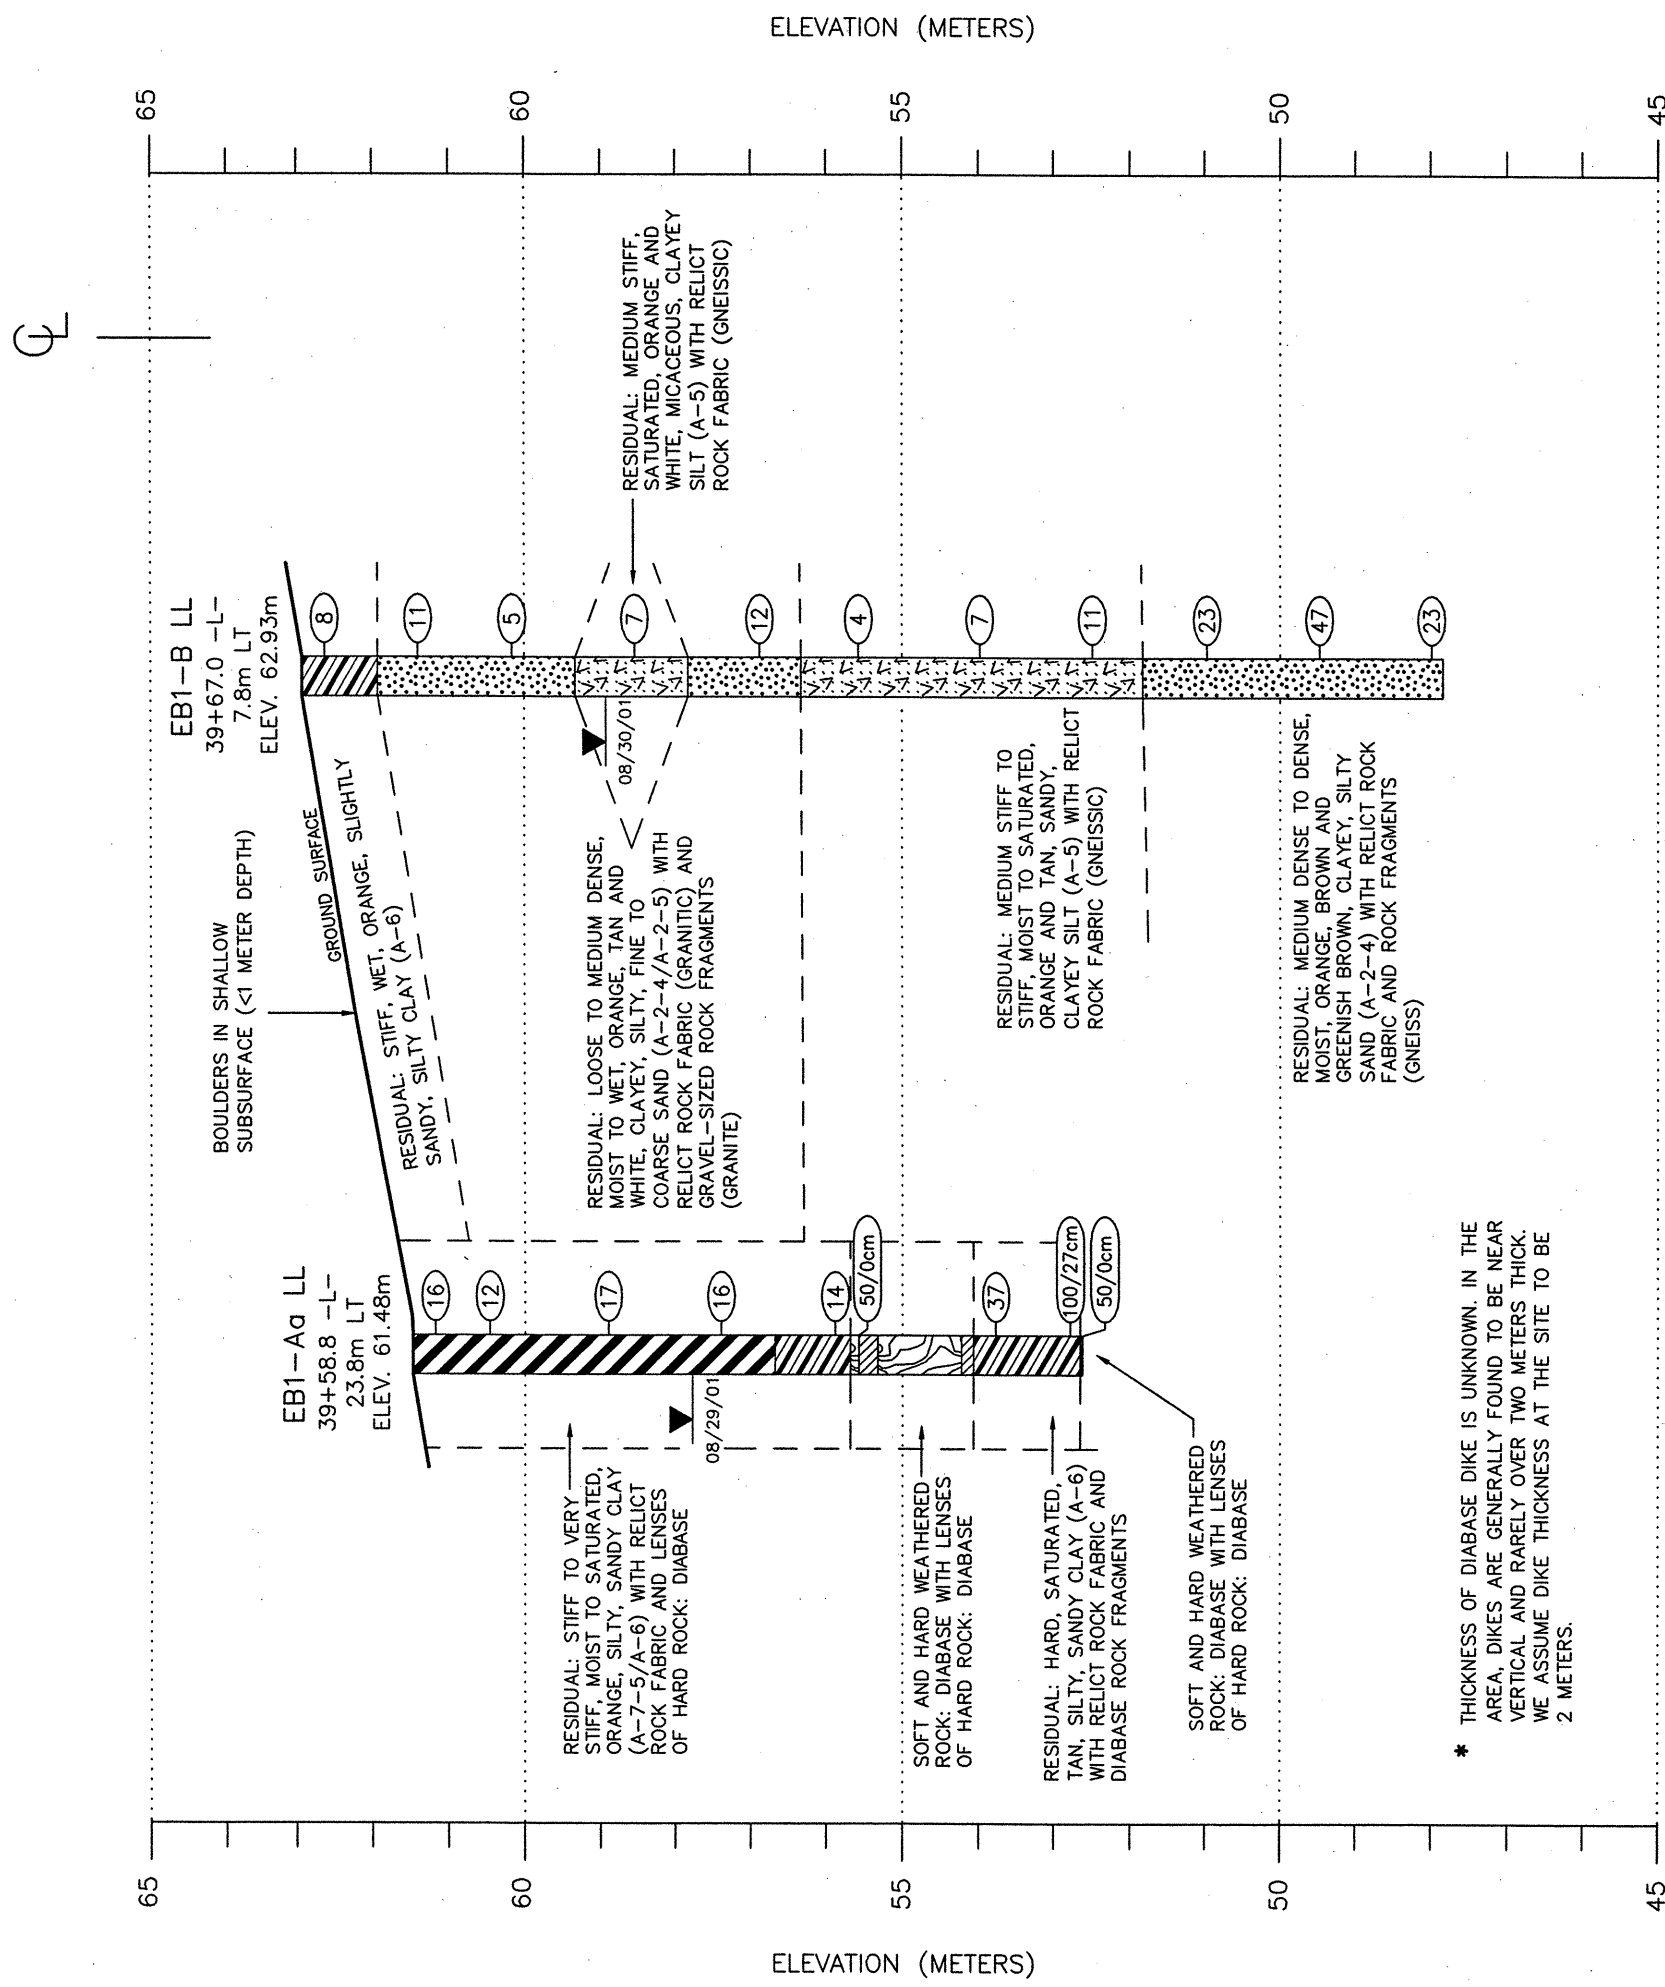 ELEVATION (METERS)
65
60
55
50
45
CL
EB1-Aa LL
39+58.8 -L-
23.8m LT
ELEV. 61.48m
EB1-B LL
39+67.0 -L-
7.8m LT
ELEV. 62.93m
BOULDERS IN SHALLOW
SUBSURFACE (<1 METER DEPTH)
GROUND SURFACE
RESIDUAL: STIFF, WET, ORANGE, SLIGHTLY
SANDY, SILTY CLAY (A-6)
16
12
17
16
14
50/0cm
37
100/27cm
50/0cm
08/29/01
8
11
5
7
12
4
7
11
23
47
23
08/30/01
RESIDUAL: STIFF TO VERY
STIFF, MOIST TO SATURATED,
ORANGE, SILTY, SANDY CLAY
(A-7-5/A-6) WITH RELICT
ROCK FABRIC AND LENSES
OF HARD ROCK: DIABASE
SOFT AND HARD WEATHERED
ROCK: DIABASE WITH LENSES
OF HARD ROCK: DIABASE
RESIDUAL: HARD, SATURATED,
TAN, SILTY, SANDY CLAY (A-6)
WITH RELICT ROCK FABRIC AND
DIABASE ROCK FRAGMENTS
SOFT AND HARD WEATHERED
ROCK: DIABASE WITH LENSES
OF HARD ROCK: DIABASE
RESIDUAL: LOOSE TO MEDIUM DENSE,
MOIST TO WET, ORANGE, TAN AND
WHITE, CLAYEY, SILTY, FINE TO
COARSE SAND (A-2-4/A-2-5) WITH
RELICT ROCK FABRIC (GRANITIC) AND
GRAVEL-SIZED ROCK FRAGMENTS
(GRANITE)
RESIDUAL: MEDIUM STIFF,
SATURATED, ORANGE AND
WHITE, MICACEOUS, CLAYEY
SILT (A-5) WITH RELICT
ROCK FABRIC (GNEISSIC)
RESIDUAL: MEDIUM STIFF TO
STIFF, MOIST TO SATURATED,
ORANGE AND TAN, SANDY,
CLAYEY SILT (A-5) WITH RELICT
ROCK FABRIC (GNEISSIC)
RESIDUAL: MEDIUM DENSE TO DENSE,
MOIST, ORANGE, BROWN AND
GREENISH BROWN, CLAYEY, SILTY
SAND (A-2-4) WITH RELICT ROCK
FABRIC AND ROCK FRAGMENTS
(GNEISS)
* THICKNESS OF DIABASE DIKE IS UNKNOWN. IN THE
AREA, DIKES ARE GENERALLY FOUND TO BE NEAR
VERTICAL AND RARELY OVER TWO METERS THICK.
WE ASSUME DIKE THICKNESS AT THE SITE TO BE
2 METERS.
65
60
55
50
45
ELEVATION (METERS)